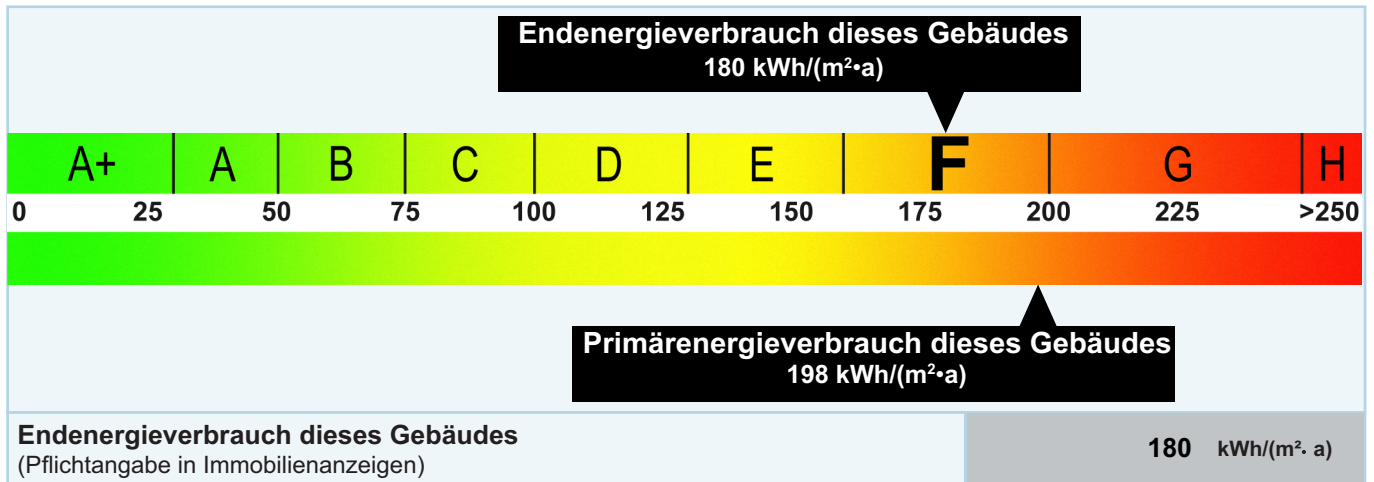 Endenergieverbrauch dieses Gebäudes
180 kWh/(m²•a)
A+ A B C D E F G H
0 25 50 75 100 125 150 175 200 225 >250
Primärenergieverbrauch dieses Gebäudes
198 kWh/(m²•a)
Endenergieverbrauch dieses Gebäudes
(Pflichtangabe in Immobilienanzeigen)
180 kWh/(m²· a)